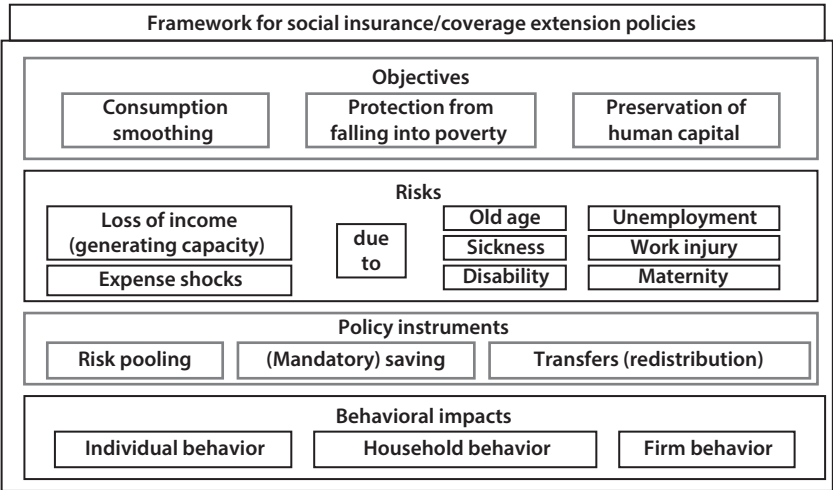 Framework for social insurance/coverage extension policies
Objectives
Consumption
smoothing
Protection from
falling into poverty
Preservation of
human capital
Risks
Loss of income
(generating capacity)
Expense shocks
due
to
Old age
Sickness
Disability
Unemployment
Work injury
Maternity
Policy instruments
Risk pooling
(Mandatory) saving
Transfers (redistribution)
Behavioral impacts
Individual behavior
Household behavior
Firm behavior